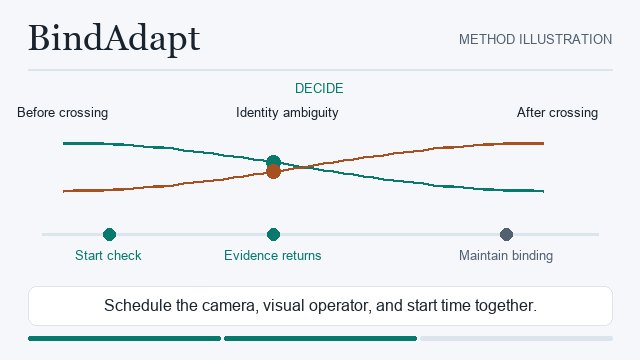 BindAdapt
METHOD ILLUSTRATION
DECIDE
Before crossing
Identity ambiguity
After crossing
Start check
Evidence returns
Maintain binding
Schedule the camera, visual operator, and start time together.